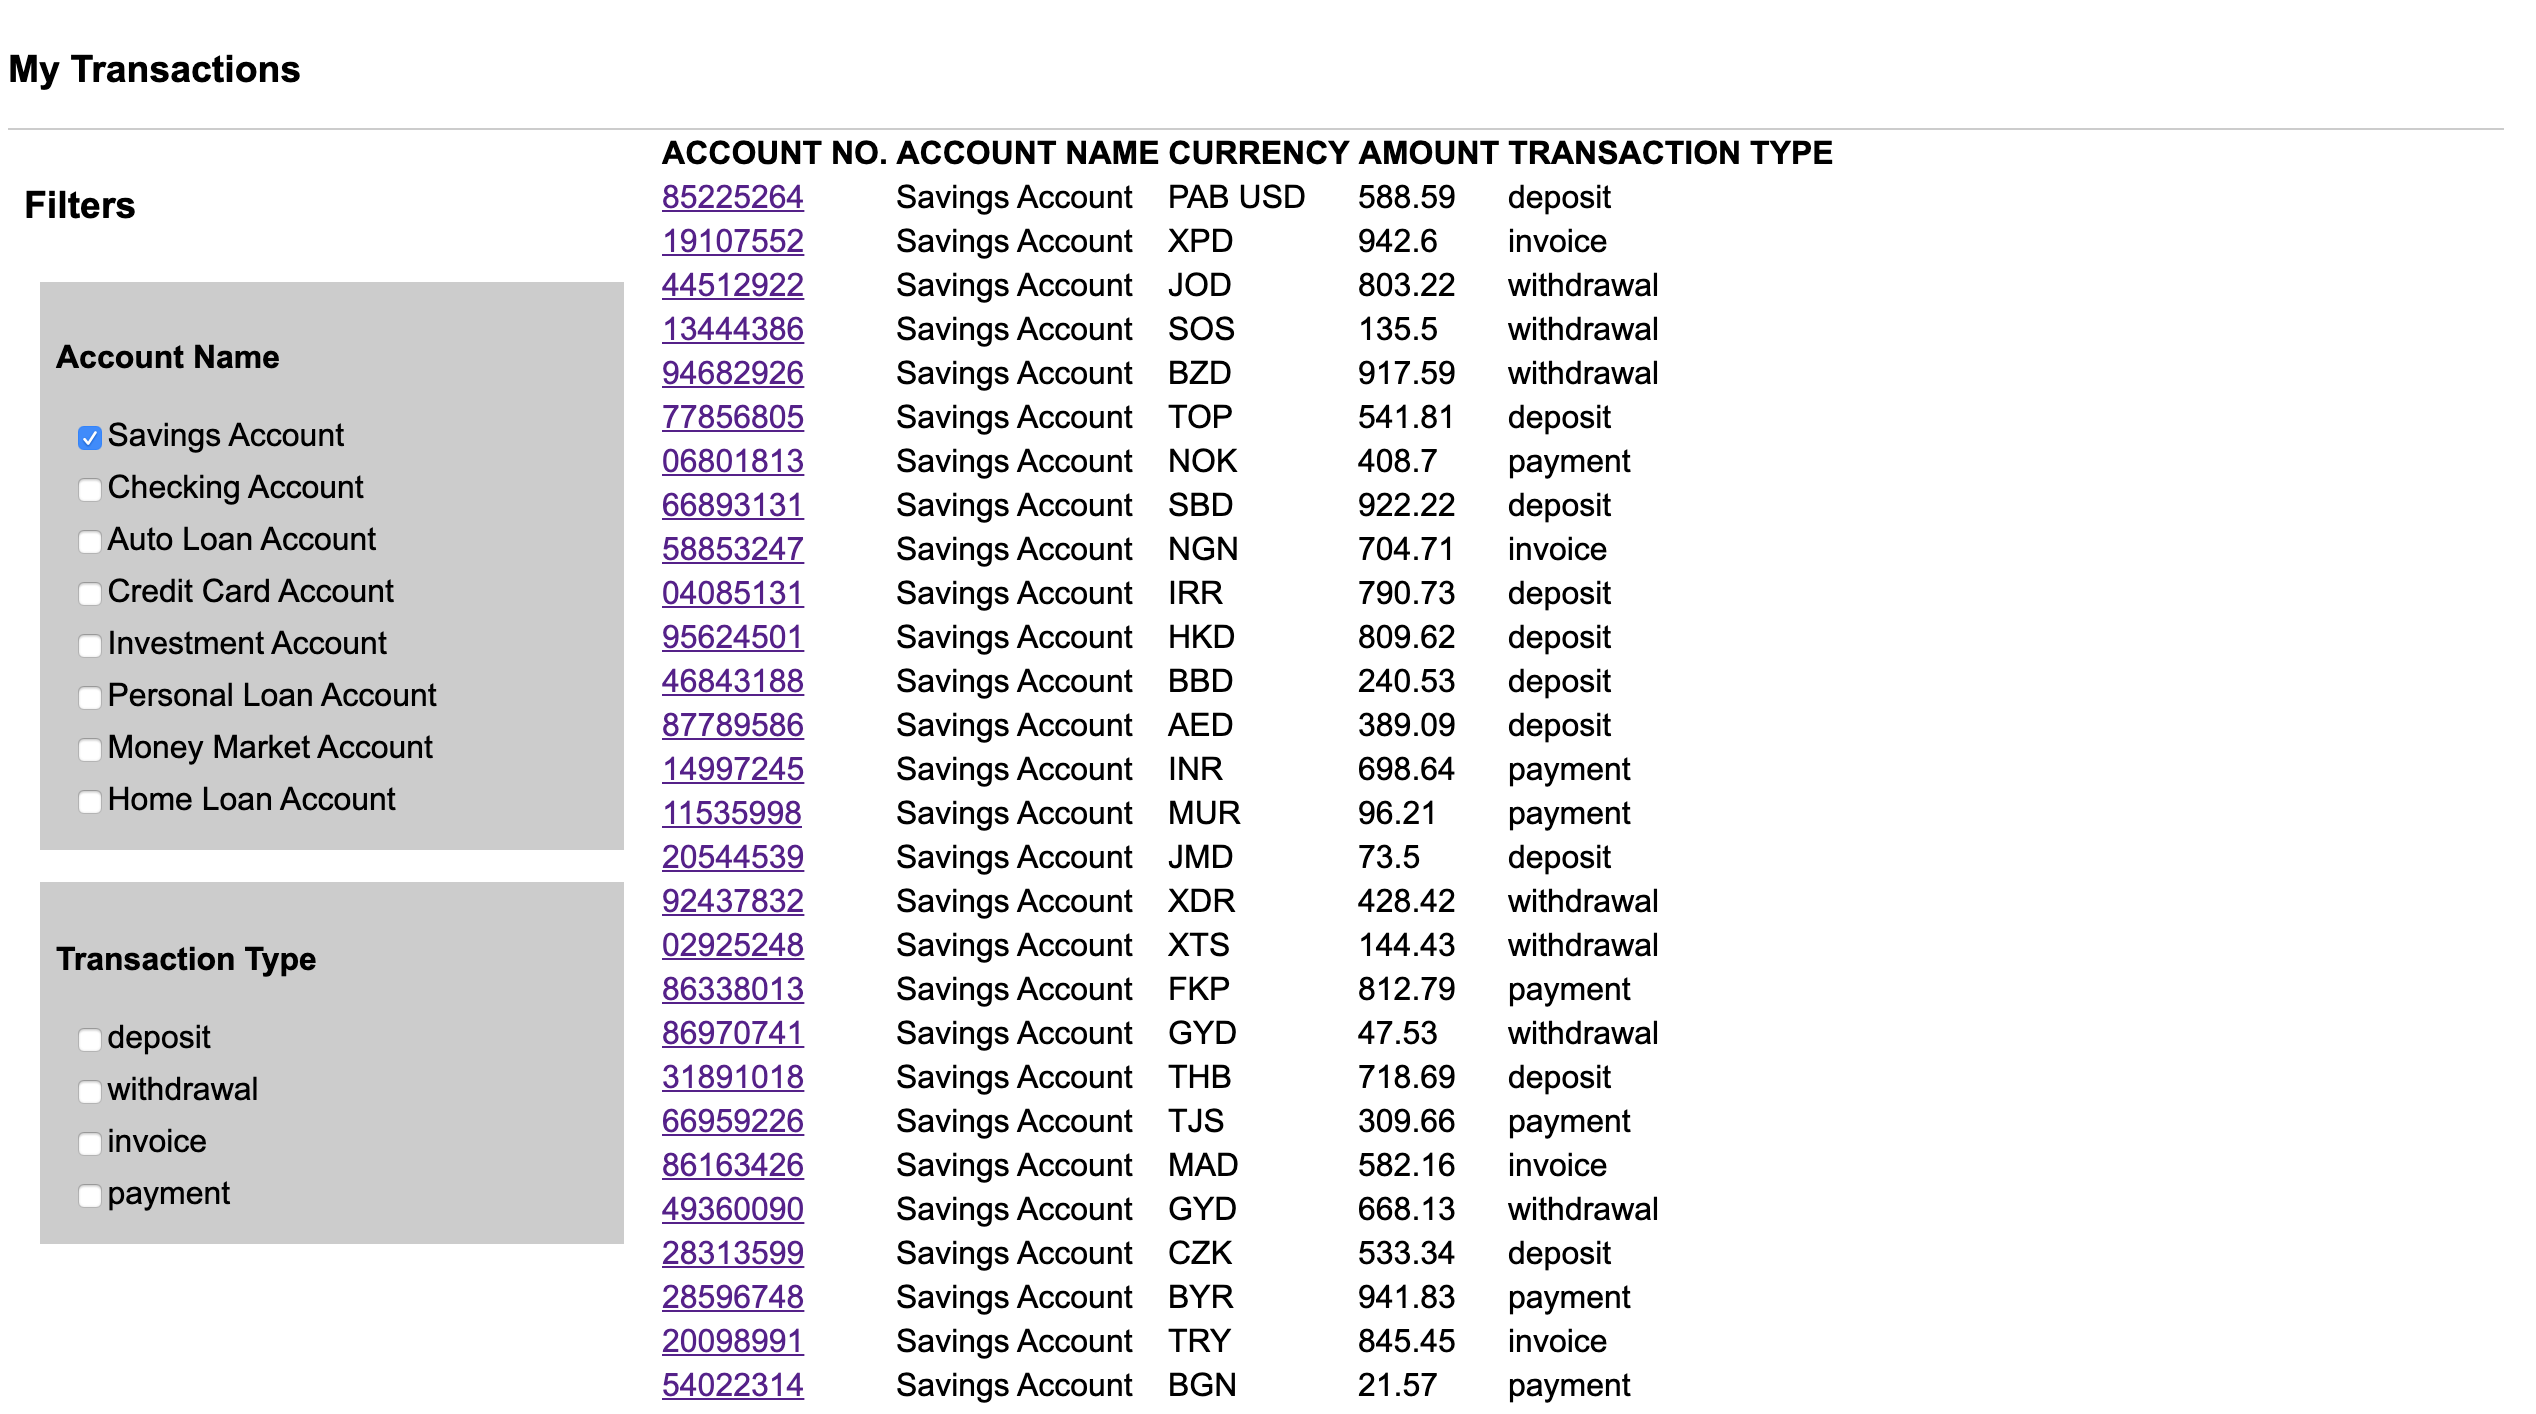 My Transactions
Filters
Account Name
Savings Account
Checking Account
Auto Loan Account
Credit Card Account
Investment Account
Personal Loan Account
Money Market Account
Home Loan Account
Transaction Type
deposit
withdrawal
invoice
payment
ACCOUNT NO. ACCOUNT NAME CURRENCY AMOUNT TRANSACTION TYPE
85225264 Savings Account PAB USD 588.59 deposit
19107552 Savings Account XPD 942.6 invoice
44512922 Savings Account JOD 803.22 withdrawal
13444386 Savings Account SOS 135.5 withdrawal
94682926 Savings Account BZD 917.59 withdrawal
77856805 Savings Account TOP 541.81 deposit
06801813 Savings Account NOK 408.7 payment
66893131 Savings Account SBD 922.22 deposit
58853247 Savings Account NGN 704.71 invoice
04085131 Savings Account IRR 790.73 deposit
95624501 Savings Account HKD 809.62 deposit
46843188 Savings Account BBD 240.53 deposit
87789586 Savings Account AED 389.09 deposit
14997245 Savings Account INR 698.64 payment
11535998 Savings Account MUR 96.21 payment
20544539 Savings Account JMD 73.5 deposit
92437832 Savings Account XDR 428.42 withdrawal
02925248 Savings Account XTS 144.43 withdrawal
86338013 Savings Account FKP 812.79 payment
86970741 Savings Account GYD 47.53 withdrawal
31891018 Savings Account THB 718.69 deposit
66959226 Savings Account TJS 309.66 payment
86163426 Savings Account MAD 582.16 invoice
49360090 Savings Account GYD 668.13 withdrawal
28313599 Savings Account CZK 533.34 deposit
28596748 Savings Account BYR 941.83 payment
20098991 Savings Account TRY 845.45 invoice
54022314 Savings Account BGN 21.57 payment